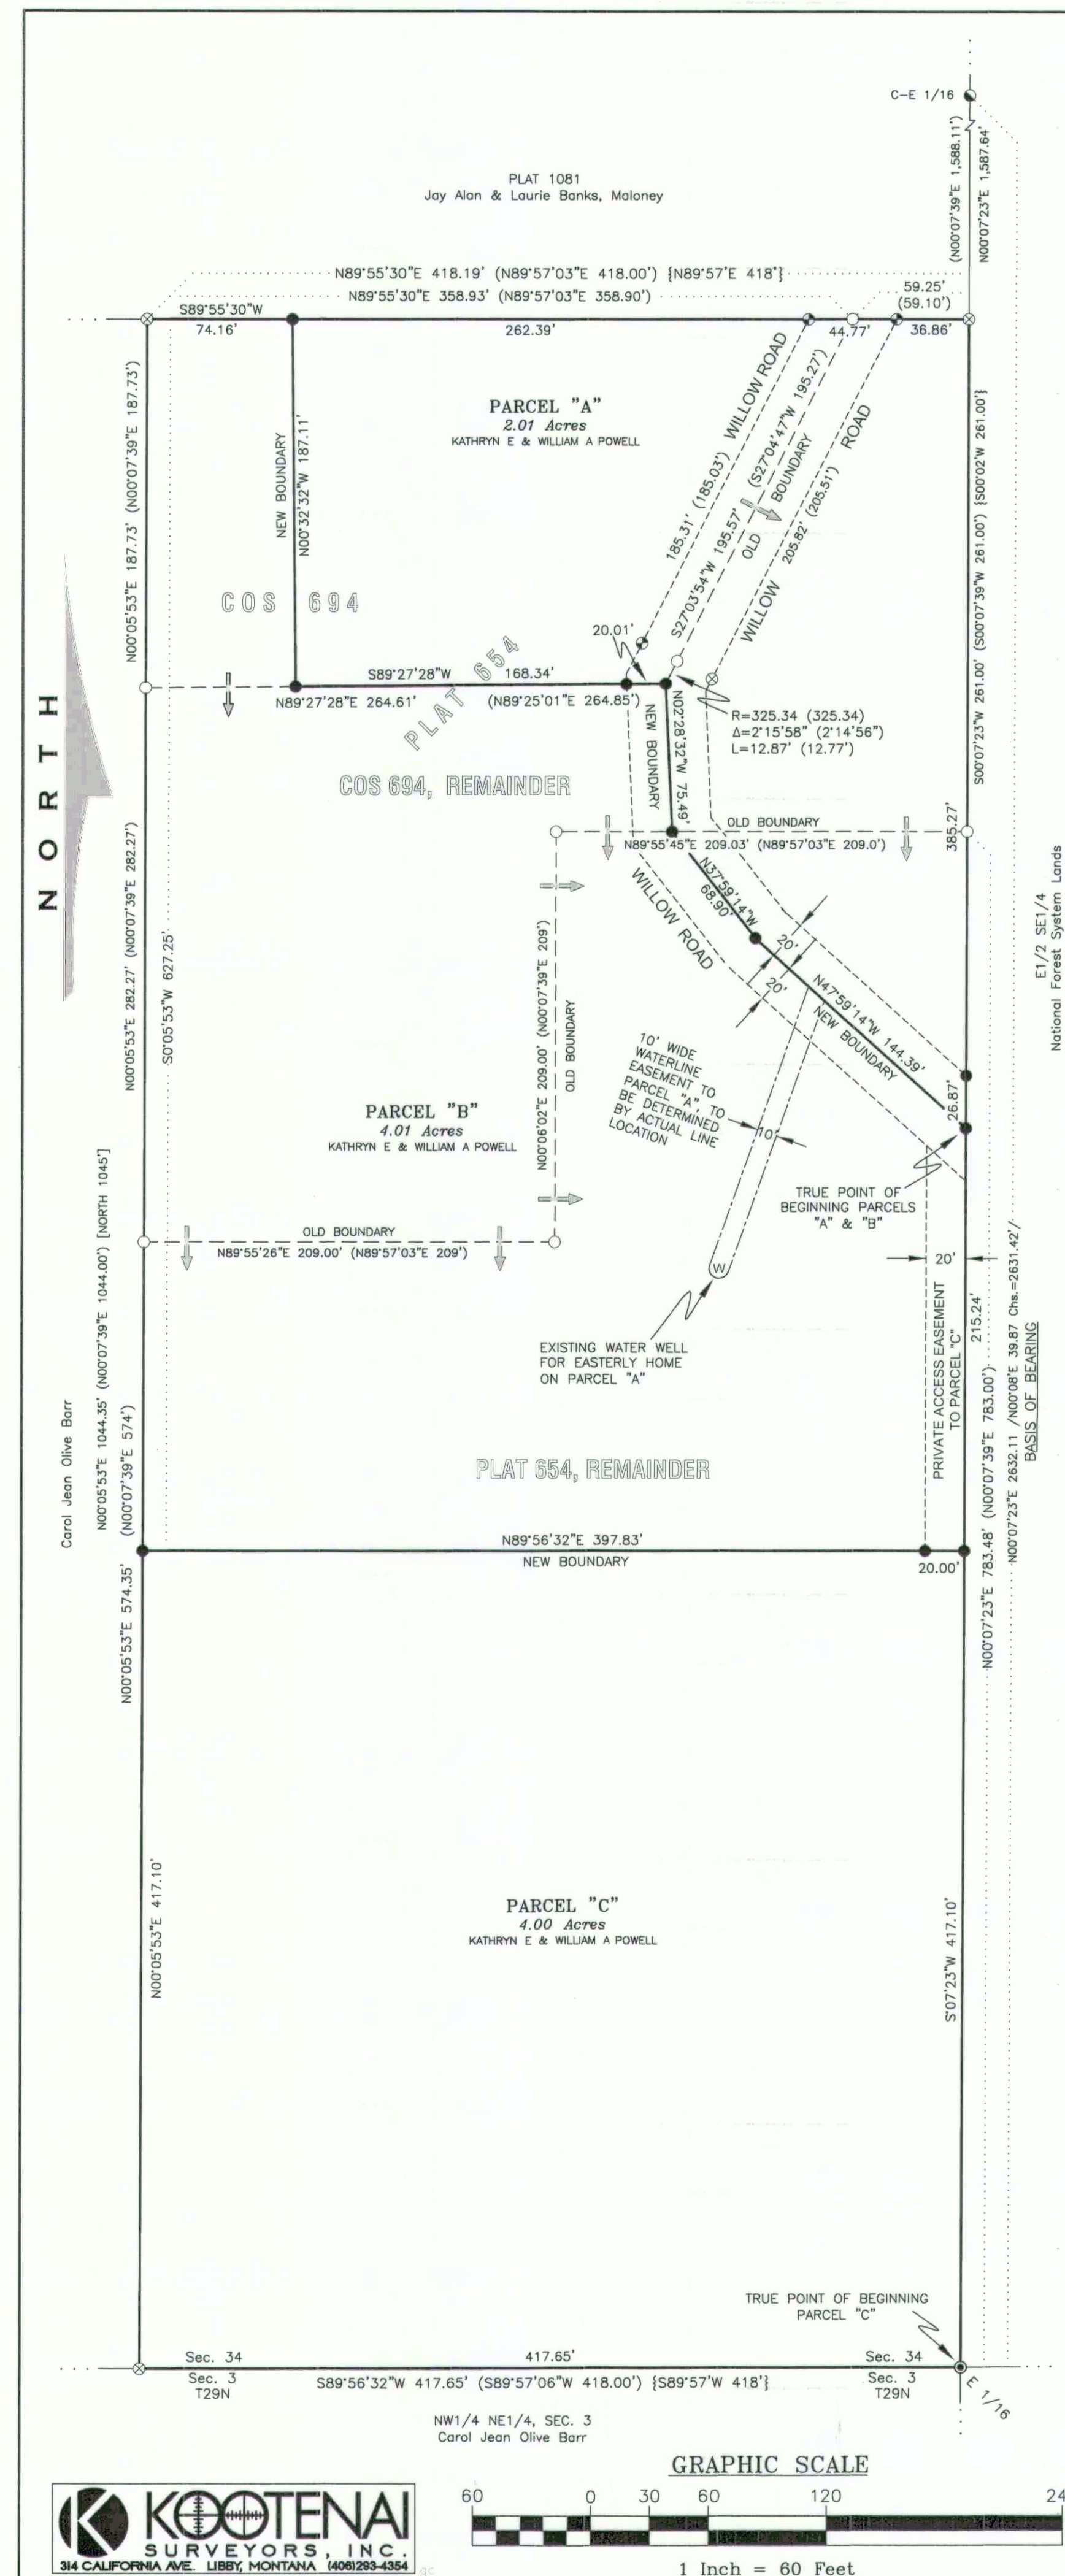 C-E 1/16
(N00°07'39"E 1,588.11')
N00°07'23"E 1,587.64'
PLAT 1081
Jay Alan & Laurie Banks, Maloney
N89°55'30"E 418.19' (N89°57'03"E 418.00') {N89°57'E 418'}
N89°55'30"E 358.93' (N89°57'03"E 358.90')
59.25'
(59.10')
S89°55'30"W
74.16'
262.39'
44.77'
36.86'
N00°05'53"E 187.73' (N00°07'39"E 187.73')
NEW BOUNDARY
N00°32'32"W 187.11'
PARCEL "A"
2.01 Acres
KATHRYN E & WILLIAM A POWELL
WILLOW ROAD
185.31' (185.03')
S27°03'54"W 195.57' (S27°04'47"W 195.27')
OLD BOUNDARY
WILLOW ROAD
205.82' (205.51')
S00°07'23"W 261.00' (S00°07'39"W 261.00') {S00°02'W 261.00'}
COS 694
PLAT 654
20.01'
S89°27'28"W 168.34'
N89°27'28"E 264.61' (N89°25'01"E 264.85')
R=325.34 (325.34)
Δ=2°15'58" (2°14'56")
L=12.87' (12.77')
NEW BOUNDARY
N02°28'32"W 75.49'
COS 694, REMAINDER
OLD BOUNDARY
N89°55'45"E 209.03' (N89°57'03"E 209.0')
385.27'
NORTH
N00°05'53"E 282.27' (N00°07'39"E 282.27')
S0°05'53"W 627.25'
WILLOW ROAD
N37°59'14"W
68.90'
20'
20'
N47°59'14"W 144.39'
NEW BOUNDARY
26.87'
E1/2 SE1/4
National Forest System Lands
N00°06'02"E 209.00' (N00°07'39"E 209')
OLD BOUNDARY
10' WIDE
WATERLINE
EASEMENT TO
PARCEL "A", TO
BE DETERMINED
BY ACTUAL LINE
LOCATION
10'
PARCEL "B"
4.01 Acres
KATHRYN E & WILLIAM A POWELL
TRUE POINT OF
BEGINNING PARCELS
"A" & "B"
OLD BOUNDARY
N89°55'26"E 209.00' (N89°57'03"E 209')
W
20'
215.24'
EXISTING WATER WELL
FOR EASTERLY HOME
ON PARCEL "A"
PRIVATE ACCESS EASEMENT
TO PARCEL "C"
Carol Jean Olive Barr
N00°05'53"E 1044.35' (N00°07'39"E 1044.00') [NORTH 1045']
N00°05'53"E 574.35' (N00°07'39"E 574')
N00°07'23"E 783.48' (N00°07'39"E 783.00')
N00°07'23"E 2632.11 /N00°08'E 39.87 Chs.=2631.42'/
BASIS OF BEARING
PLAT 654, REMAINDER
N89°56'32"E 397.83'
NEW BOUNDARY
20.00'
N00°05'53"E 417.10'
PARCEL "C"
4.00 Acres
KATHRYN E & WILLIAM A POWELL
S°07'23"W 417.10'
TRUE POINT OF BEGINNING
PARCEL "C"
Sec. 34
417.65'
Sec. 34
Sec. 3
T29N
S89°56'32"W 417.65' (S89°57'06"W 418.00') {S89°57'W 418'}
Sec. 3
T29N
E 1/16
NW1/4 NE1/4, SEC. 3
Carol Jean Olive Barr
GRAPHIC SCALE
60 0 30 60 120 24
1 Inch = 60 Feet
K KOOTENAI
SURVEYORS, INC.
314 CALIFORNIA AVE. LIBBY, MONTANA (406)293-4354
qc